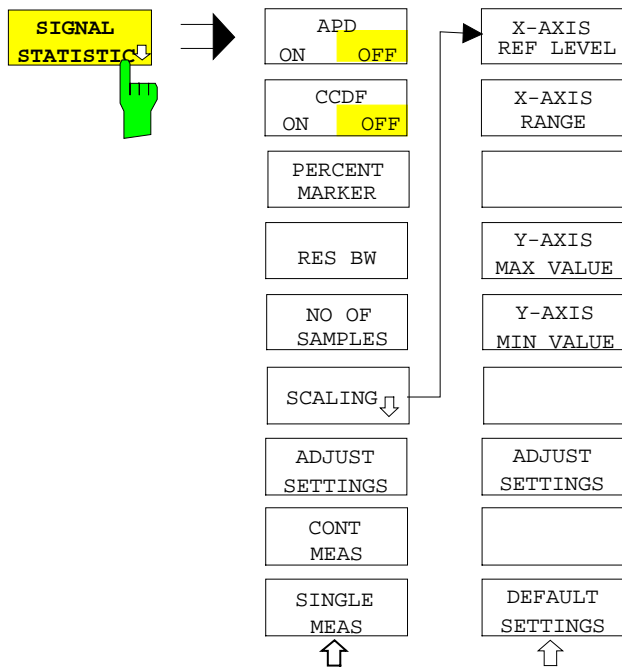 SIGNAL
STATISTIC
APD
ON OFF
CCDF
ON OFF
PERCENT
MARKER
RES BW
NO OF
SAMPLES
SCALING
ADJUST
SETTINGS
CONT
MEAS
SINGLE
MEAS
X-AXIS
REF LEVEL
X-AXIS
RANGE
Y-AXIS
MAX VALUE
Y-AXIS
MIN VALUE
ADJUST
SETTINGS
DEFAULT
SETTINGS